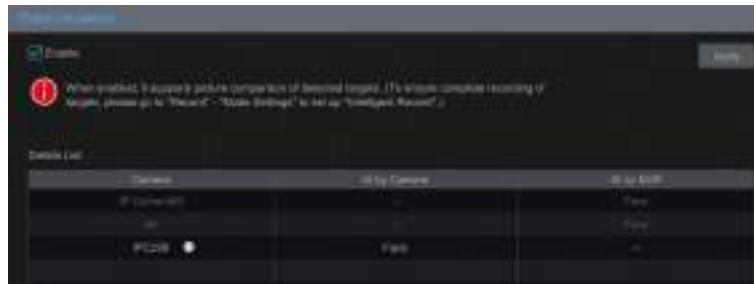 Enable
Apply
When enabled, it supports picture comparison of detected targets. (To ensure complete recording of
targets, please go to "Record" - "Mode Settings" to set up "Intelligent Record".)
Details List
Camera
AI by Camera
AI by NVR
--
Face
--
Face
Face
--